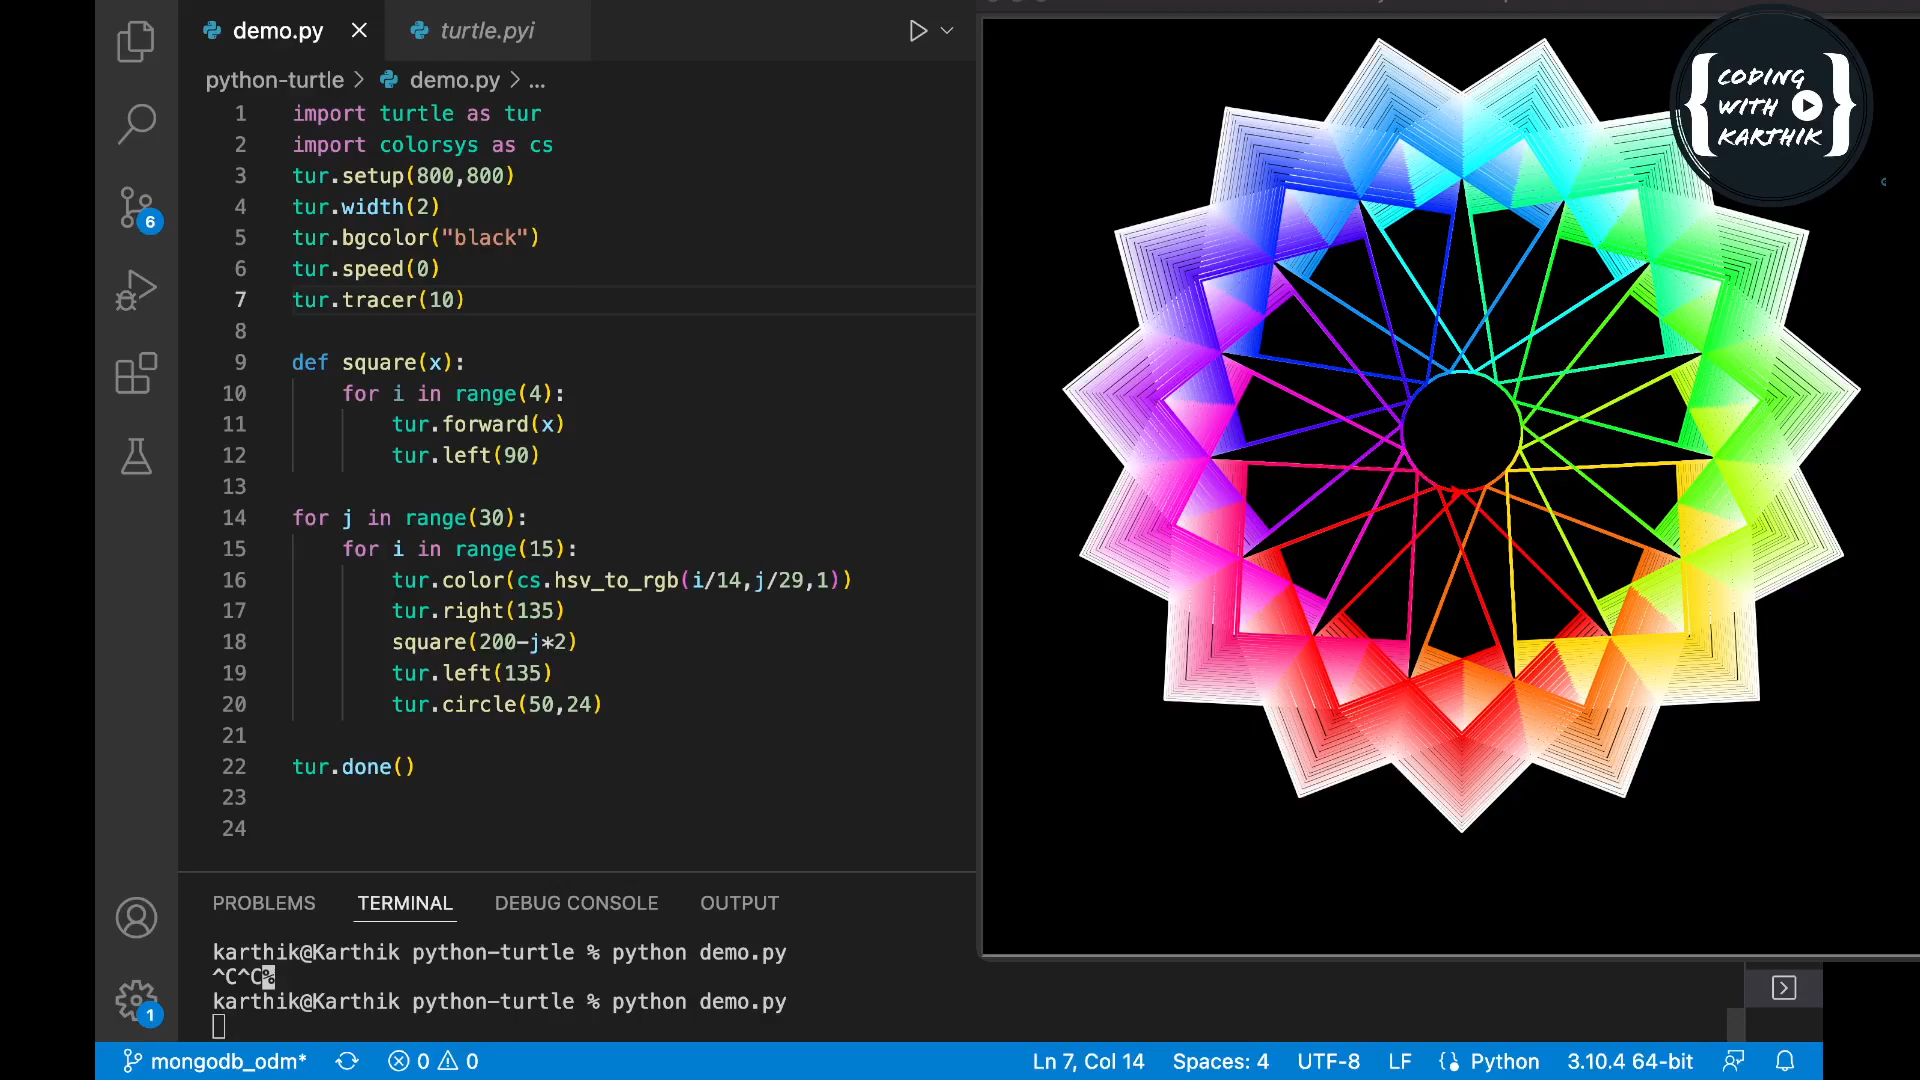 demo.py
turtle.pyi
python-turtle > demo.py > ...
1 import turtle as tur
2 import colorsys as cs
3 tur.setup(800,800)
4 tur.width(2)
5 tur.bgcolor("black")
6 tur.speed(0)
7 tur.tracer(10)
8
9 def square(x):
10 for i in range(4):
11 tur.forward(x)
12 tur.left(90)
13
14 for j in range(30):
15 for i in range(15):
16 tur.color(cs.hsv_to_rgb(i/14,j/29,1))
17 tur.right(135)
18 square(200-j*2)
19 tur.left(135)
20 tur.circle(50,24)
21
22 tur.done()
23
24
CODING
WITH
KARTHIK
6
PROBLEMS TERMINAL DEBUG CONSOLE OUTPUT
karthik@Karthik python-turtle % python demo.py
^C^C%
karthik@Karthik python-turtle % python demo.py
1
mongodb_odm* 0 0 Ln 7, Col 14 Spaces: 4 UTF-8 LF Python 3.10.4 64-bit